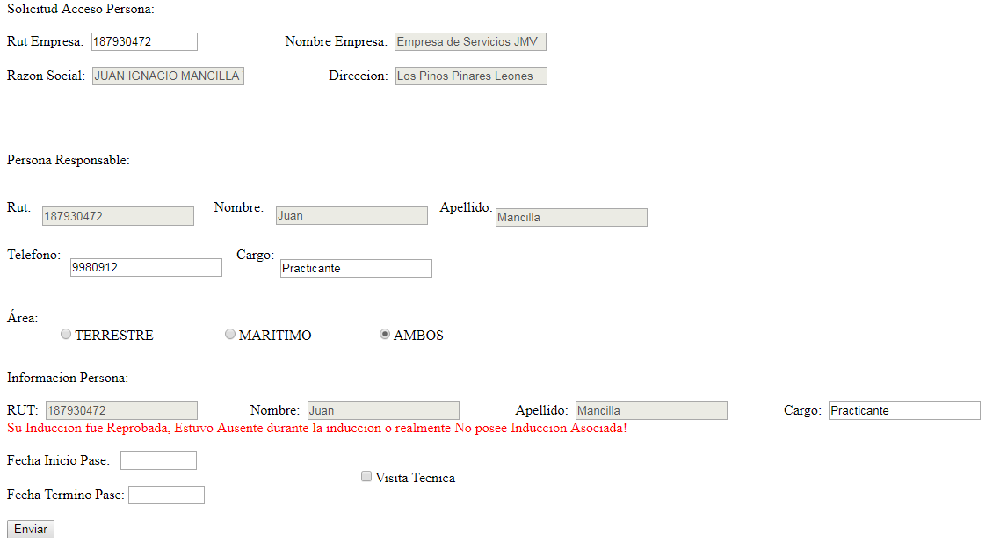 Solicitud Acceso Persona:
Rut Empresa: 187930472 Nombre Empresa: Empresa de Servicios JMV
Razon Social: JUAN IGNACIO MANCILLA Direccion: Los Pinos Pinares Leones
Persona Responsable:
Rut: 187930472 Nombre: Juan Apellido: Mancilla
Telefono: 9980912 Cargo: Practicante
Área:
TERRESTRE MARITIMO AMBOS
Informacion Persona:
RUT: 187930472 Nombre: Juan Apellido: Mancilla Cargo: Practicante
Su Induccion fue Reprobada, Estuvo Ausente durante la induccion o realmente No posee Induccion Asociada!
Fecha Inicio Pase:
Visita Tecnica
Fecha Termino Pase:
Enviar